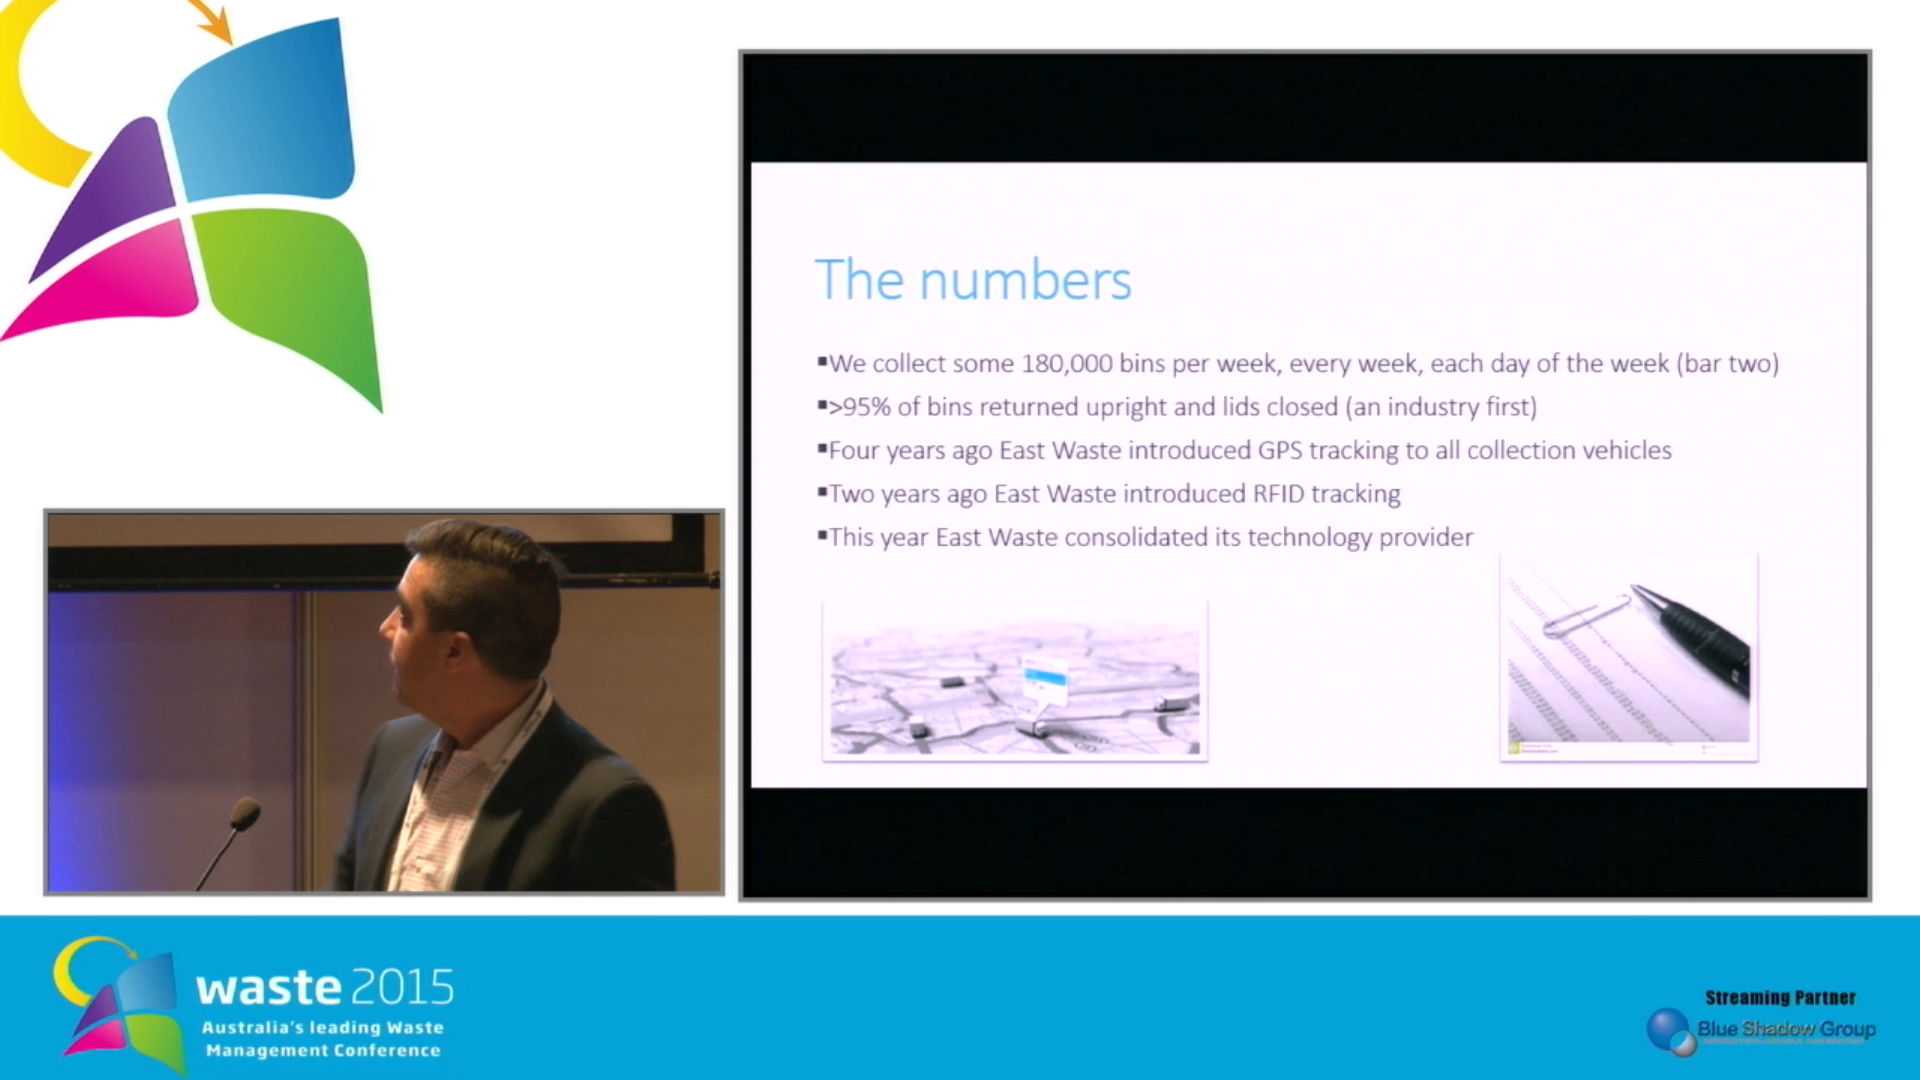 The numbers
▪We collect some 180,000 bins per week, every week, each day of the week (bar two)
▪>95% of bins returned upright and lids closed (an industry first)
▪Four years ago East Waste introduced GPS tracking to all collection vehicles
▪Two years ago East Waste introduced RFID tracking
▪This year East Waste consolidated its technology provider
waste 2015
Australia's leading Waste
Management Conference
Streaming Partner
Blue Shadow Group